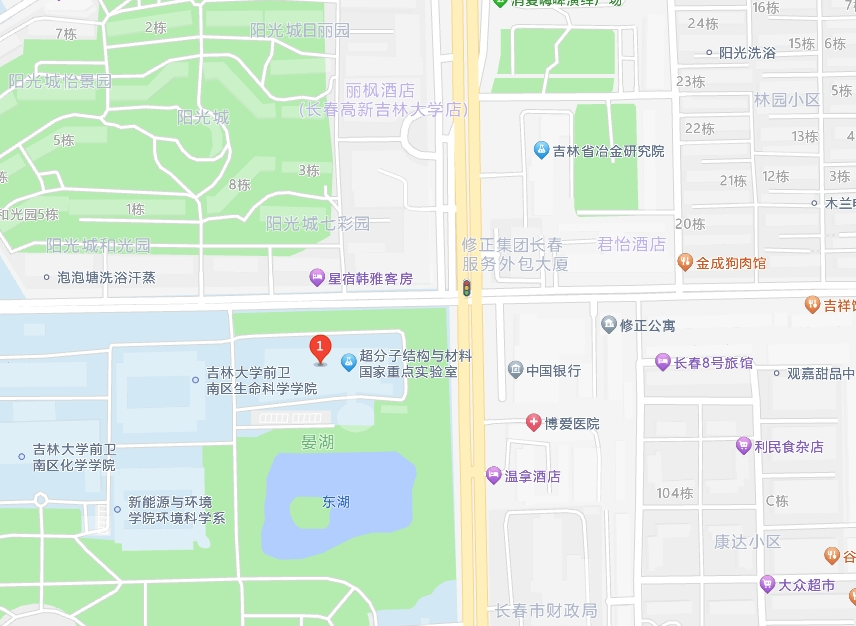 消夏嗨啤演绎广场
16栋
7栋
2栋
阳光城日丽园
24栋
15栋
6栋
阳光洗浴
阳光城怡景园
丽枫酒店
(长春高新吉林大学店)
23栋
5栋
林园小区
阳光城
22栋
13栋
5栋
吉林省冶金研究院
3栋
8栋
21栋
12栋
3栋
和光园5栋
1栋
木兰
阳光城七彩园
20栋
阳光城和光园
修正集团长春
服务外包大厦
君怡酒店
泡泡塘洗浴汗蒸
星宿韩雅客房
金成狗肉馆
吉祥
1
修正公寓
超分子结构与材料
国家重点实验室
吉林大学前卫
南区生命科学学院
中国银行
长春8号旅馆
观嘉甜品中
博爱医院
晏湖
吉林大学前卫
南区化学学院
利民食杂店
温拿酒店
104栋
C栋
新能源与环境
学院环境科学系
东湖
康达小区
谷
大众超市
长春市财政局